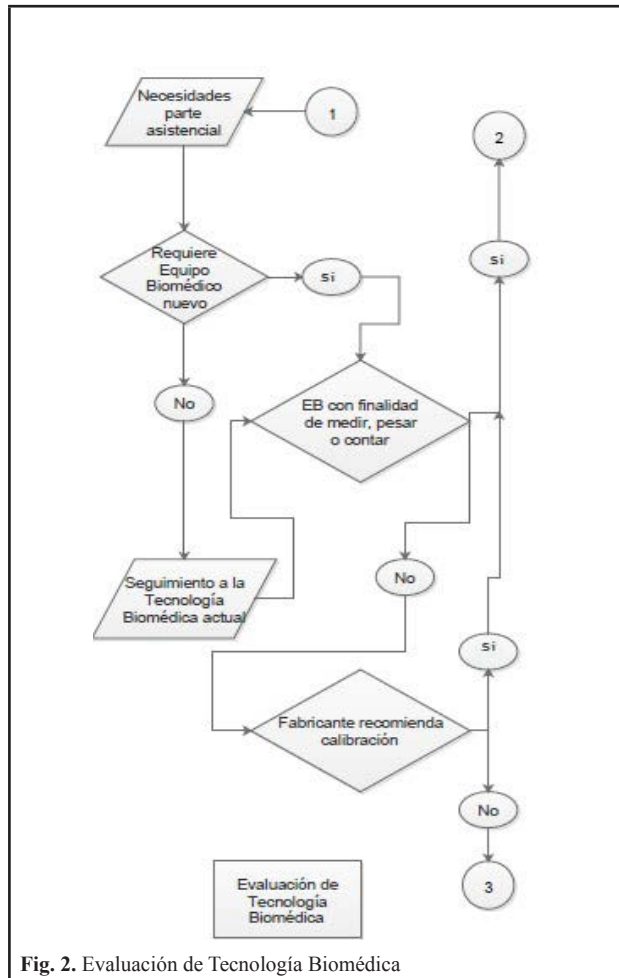 Necesidades
parte
asistencial
1
2
Requiere
Equipo
Biomédico
nuevo
si
si
No
EB con finalidad
de medir, pesar
o contar
No
Seguimiento a la
Tecnología
Biomédica actual
si
Fabricante recomienda
calibración
No
3
Evaluación de
Tecnología
Biomédica
Fig. 2. Evaluación de Tecnología Biomédica